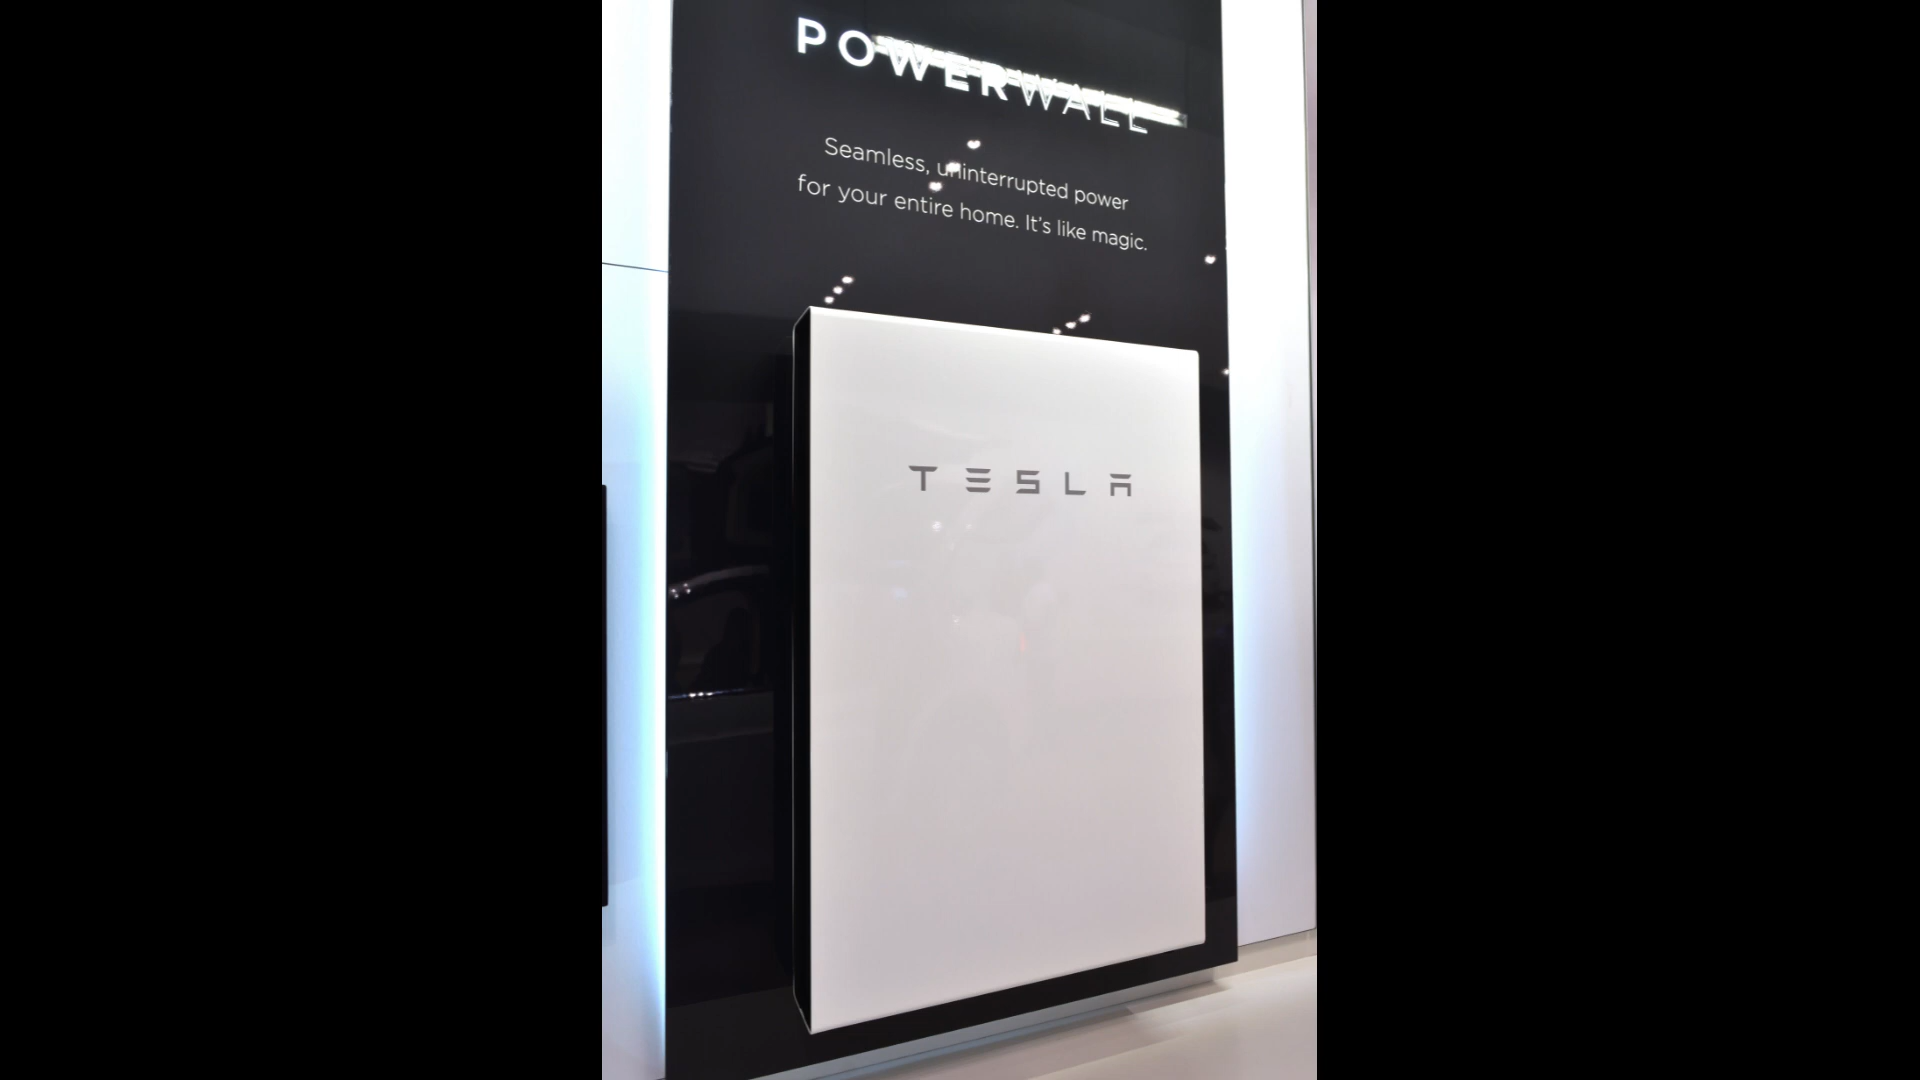 POWERWALL
Seamless, uninterrupted power
for your entire home. It's like magic.
TESLA